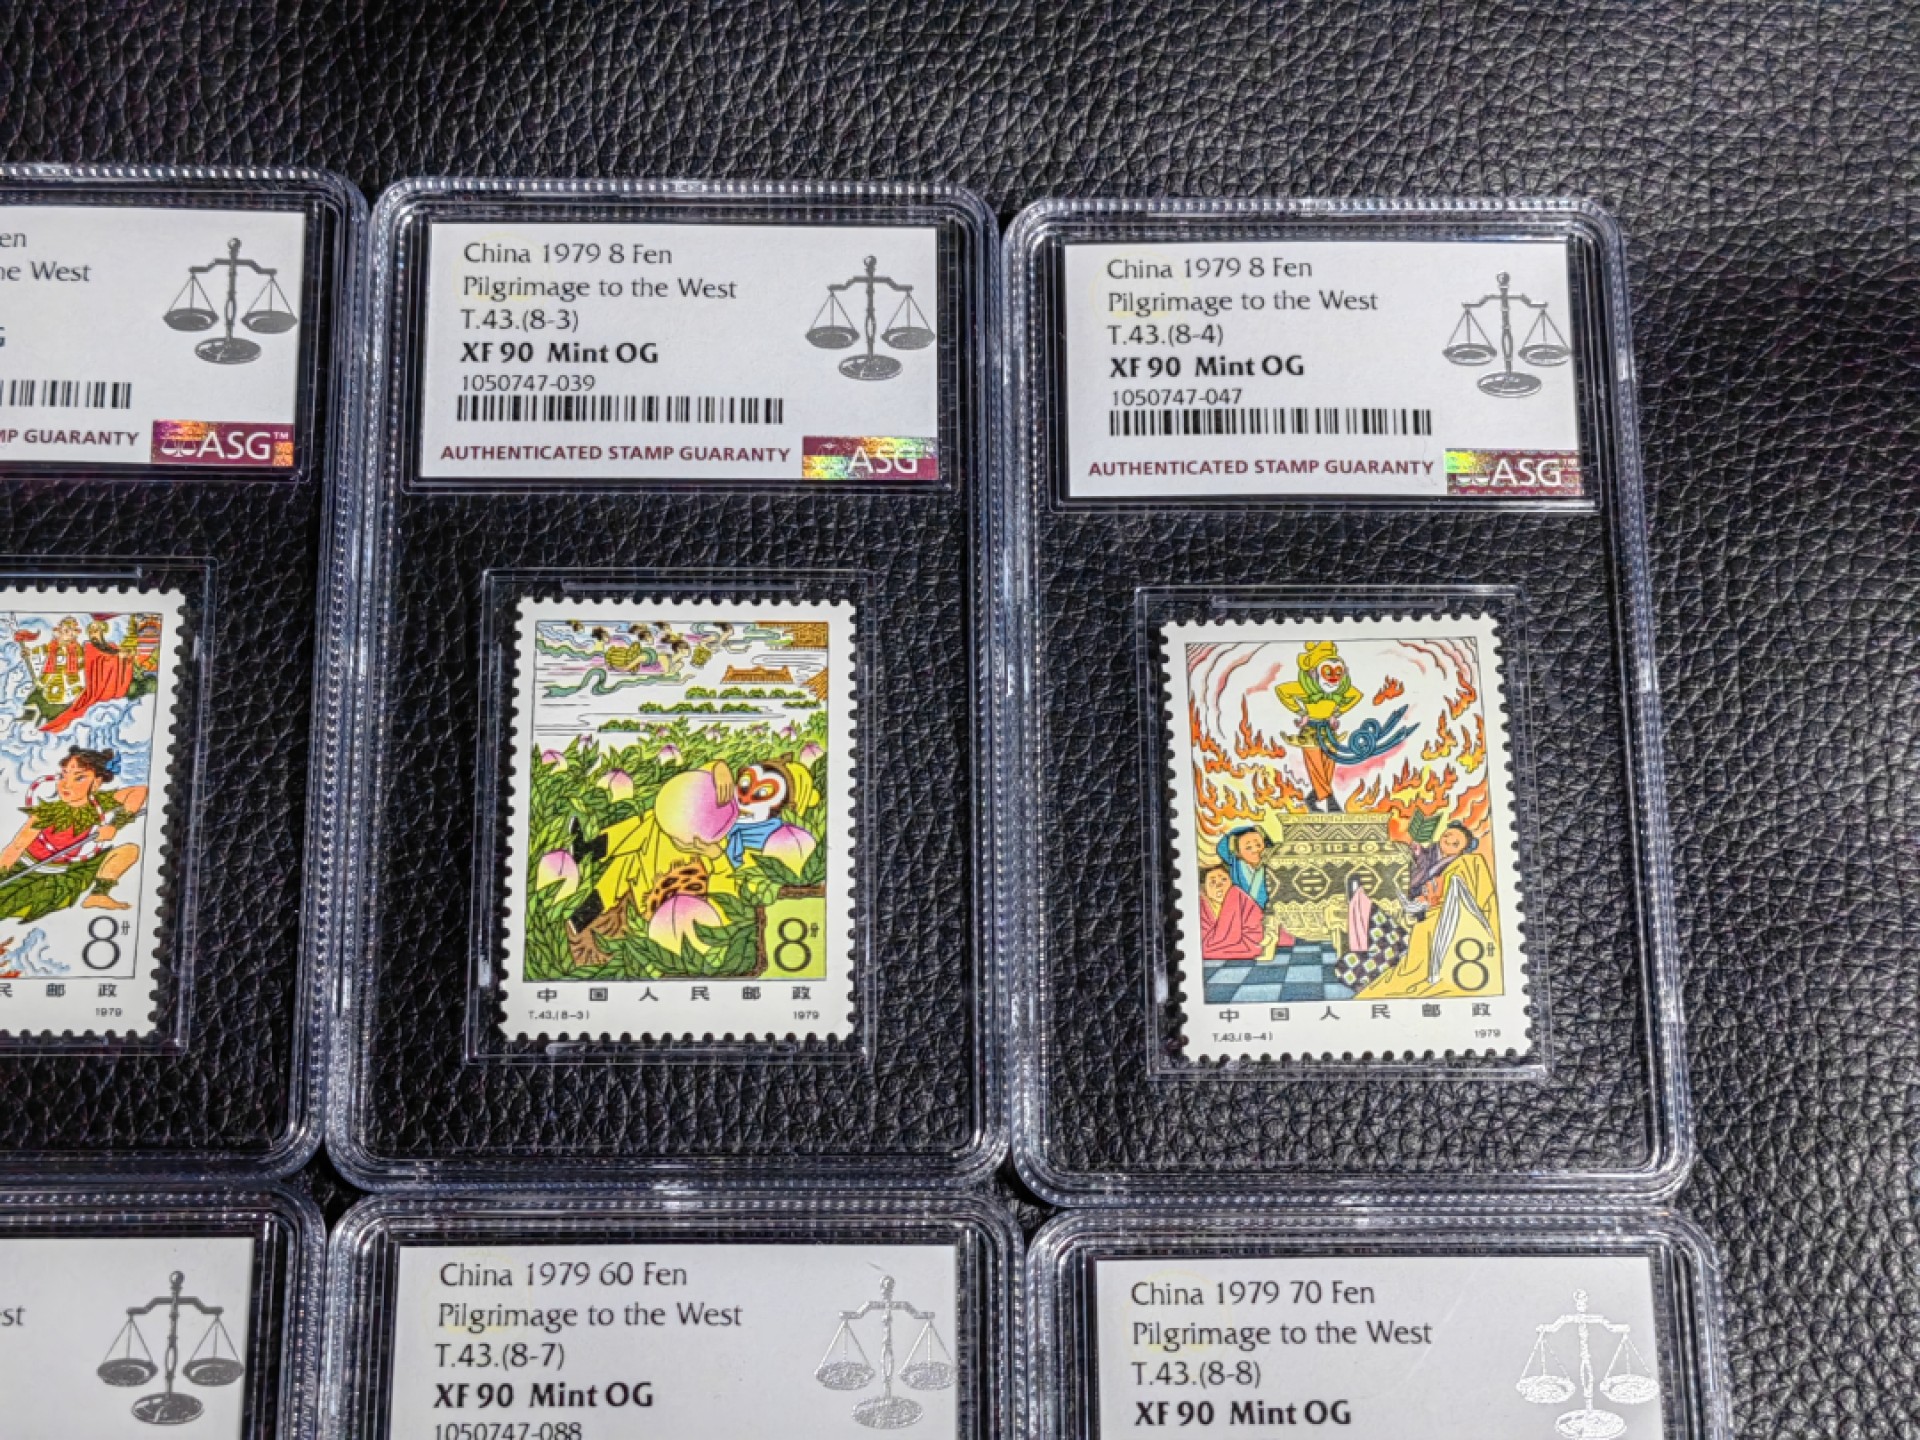 en
he West
G
MP GUARANTY
ASG™
China 1979 8 Fen
Pilgrimage to the West
T.43.(8-3)
XF 90 Mint OG
1050747-039
AUTHENTICATED STAMP GUARANTY
ASG
China 1979 8 Fen
Pilgrimage to the West
T.43.(8-4)
XF 90 Mint OG
1050747-047
AUTHENTICATED STAMP GUARANTY
ASG
8分
民邮政
1979
8分
中国人民邮政
T.43.(8-3) 1979
8分
中国人民邮政
T.43.(8-4) 1979
st
China 1979 60 Fen
Pilgrimage to the West
T.43.(8-7)
XF 90 Mint OG
1050747-088
China 1979 70 Fen
Pilgrimage to the West
T.43.(8-8)
XF 90 Mint OG